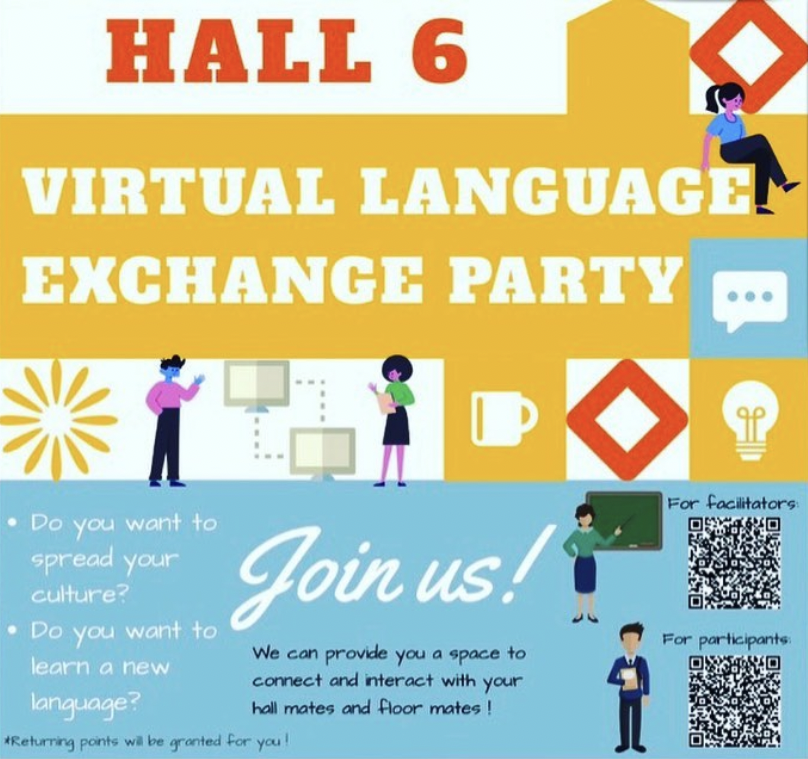 HALL 6
VIRTUAL LANGUAGE
EXCHANGE PARTY
• Do you want to
spread your
culture?
• Do you want to
learn a new
language?
Join us!
We can provide you a space to
connect and interact with your
hall mates and floor mates !
For facilitators:
For participants:
*Returning points will be granted for you !